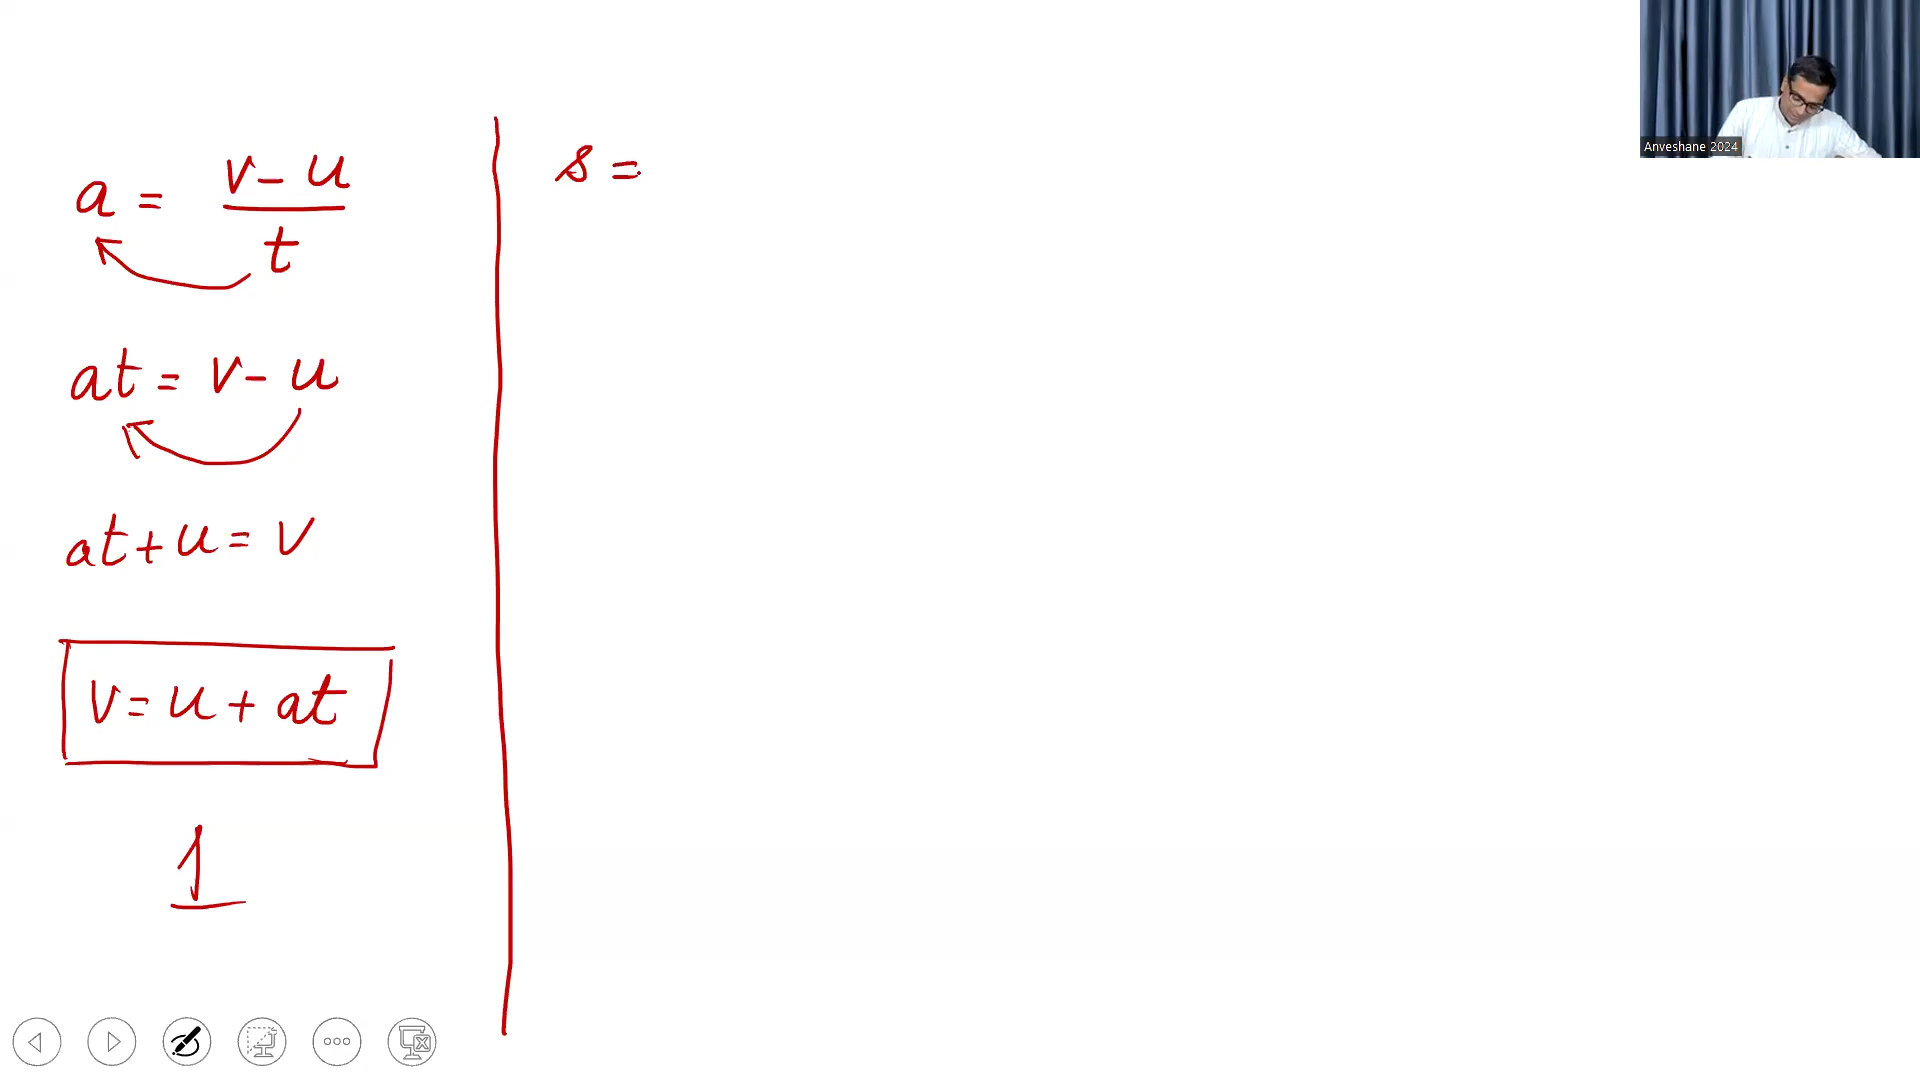 a = (v - u) / t
at = v - u
at + u = v
v = u + at
1
s =
Anveshane 2024